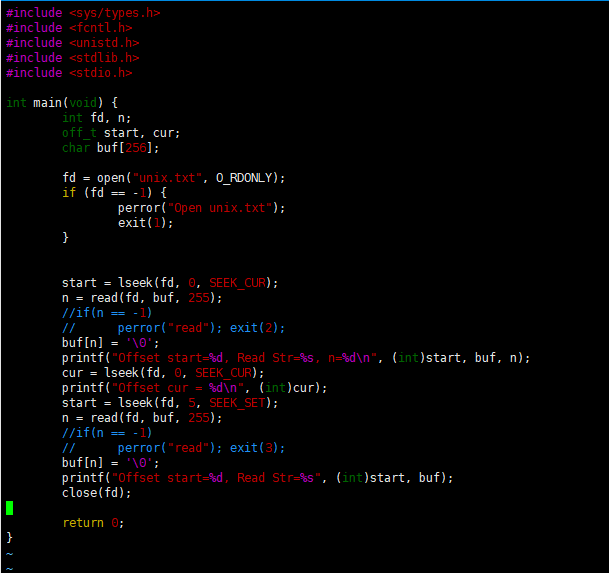 #include <sys/types.h>
#include <fcntl.h>
#include <unistd.h>
#include <stdlib.h>
#include <stdio.h>

int main(void) {
        int fd, n;
        off_t start, cur;
        char buf[256];

        fd = open("unix.txt", O_RDONLY);
        if (fd == -1) {
                perror("Open unix.txt");
                exit(1);
        }


        start = lseek(fd, 0, SEEK_CUR);
        n = read(fd, buf, 255);
        //if(n == -1)
        //      perror("read"); exit(2);
        buf[n] = '\0';
        printf("Offset start=%d, Read Str=%s, n=%d\n", (int)start, buf, n);
        cur = lseek(fd, 0, SEEK_CUR);
        printf("Offset cur = %d\n", (int)cur);
        start = lseek(fd, 5, SEEK_SET);
        n = read(fd, buf, 255);
        //if(n == -1)
        //      perror("read"); exit(3);
        buf[n] = '\0';
        printf("Offset start=%d, Read Str=%s", (int)start, buf);
        close(fd);

        return 0;
}
~
~